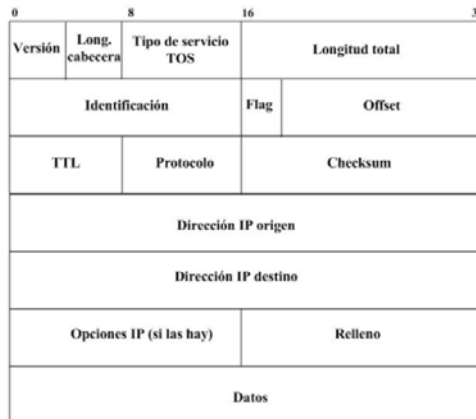 0 8 16 3
Versión Long. cabecera Tipo de servicio TOS Longitud total
Identificación Flag Offset
TTL Protocolo Checksum
Dirección IP origen
Dirección IP destino
Opciones IP (si las hay) Relleno
Datos